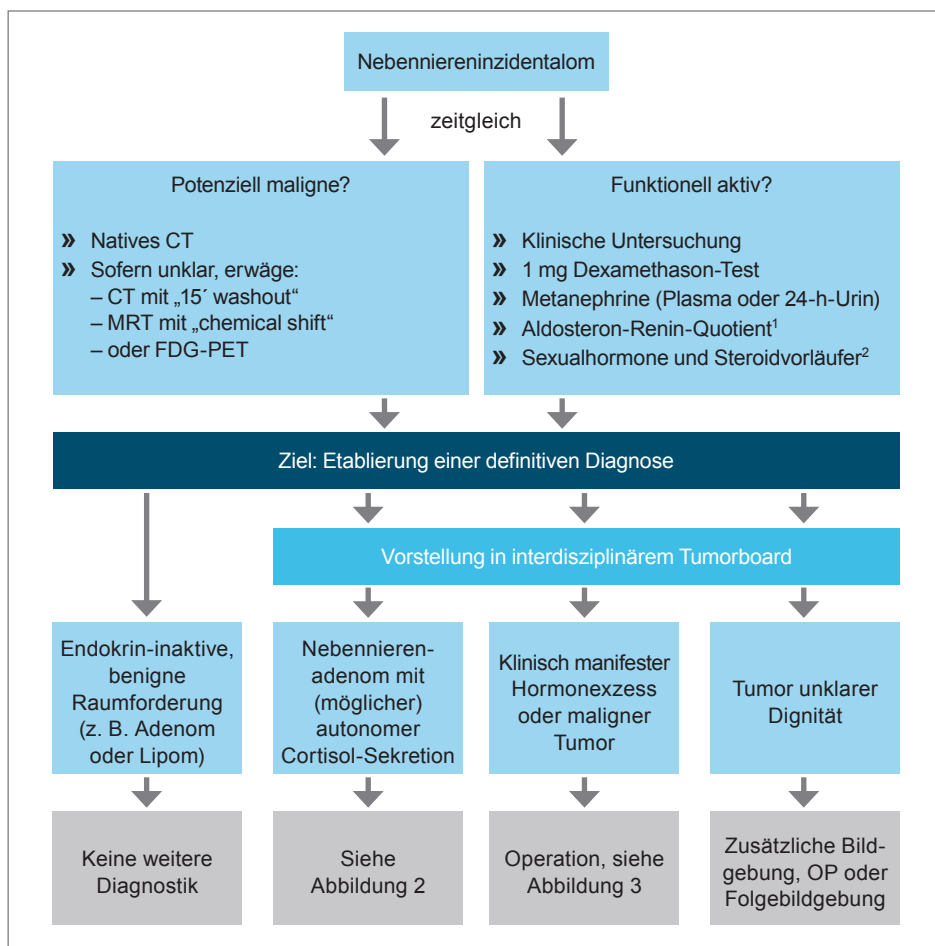 Nebenniereninzidentalom
zeitgleich
Potenziell maligne?
» Natives CT
» Sofern unklar, erwäge:
– CT mit „15´ washout“
– MRT mit „chemical shift“
– oder FDG-PET
Funktionell aktiv?
» Klinische Untersuchung
» 1 mg Dexamethason-Test
» Metanephrine (Plasma oder 24-h-Urin)
» Aldosteron-Renin-Quotient¹
» Sexualhormone und Steroidvorläufer²
Ziel: Etablierung einer definitiven Diagnose
Vorstellung in interdisziplinärem Tumorboard
Endokrin-inaktive,
benigne
Raumforderung
(z. B. Adenom
oder Lipom)
Nebennieren-
adenom mit
(möglicher)
autonomer
Cortisol-Sekretion
Klinisch manifester
Hormonexzess
oder maligner
Tumor
Tumor unklarer
Dignität
Keine weitere
Diagnostik
Siehe
Abbildung 2
Operation, siehe
Abbildung 3
Zusätzliche Bild-
gebung, OP oder
Folgebildgebung